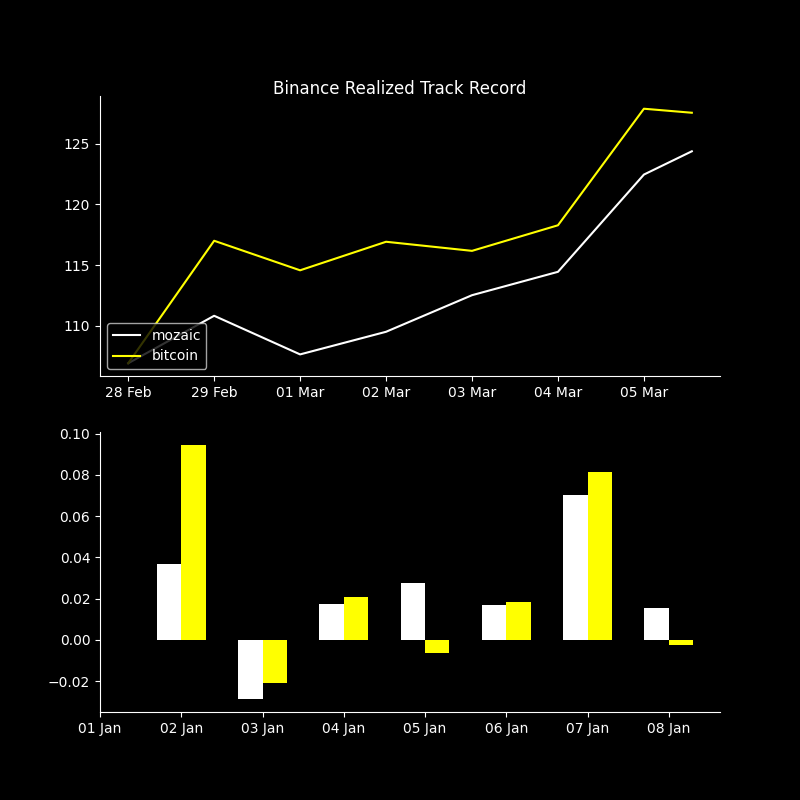 Binance Realized Track Record
125
120
115
110
mozaic
bitcoin
28 Feb 29 Feb 01 Mar 02 Mar 03 Mar 04 Mar 05 Mar
0.10
0.08
0.06
0.04
0.02
0.00
−0.02
01 Jan 02 Jan 03 Jan 04 Jan 05 Jan 06 Jan 07 Jan 08 Jan